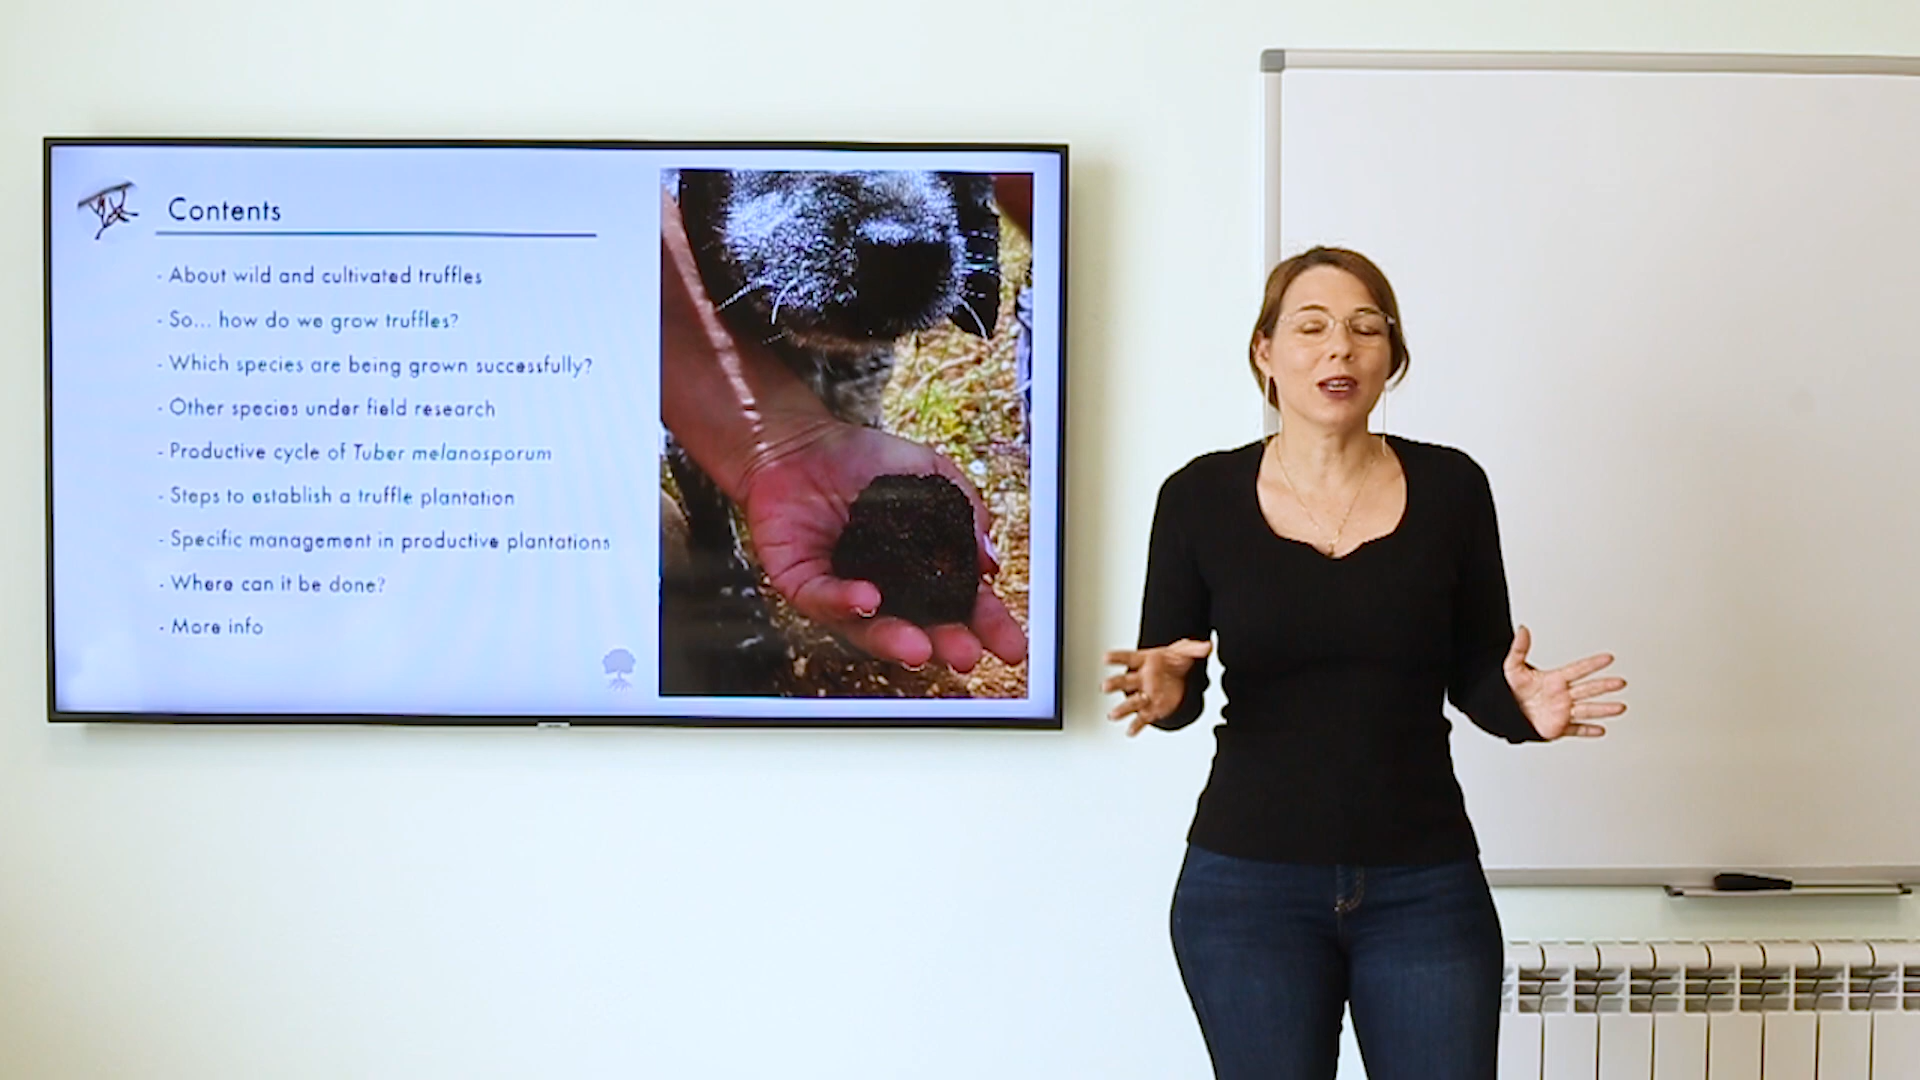 Contents
- About wild and cultivated truffles
- So... how do we grow truffles?
- Which species are being grown successfully?
- Other species under field research
- Productive cycle of Tuber melanosporum
- Steps to establish a truffle plantation
- Specific management in productive plantations
- Where can it be done?
- More info